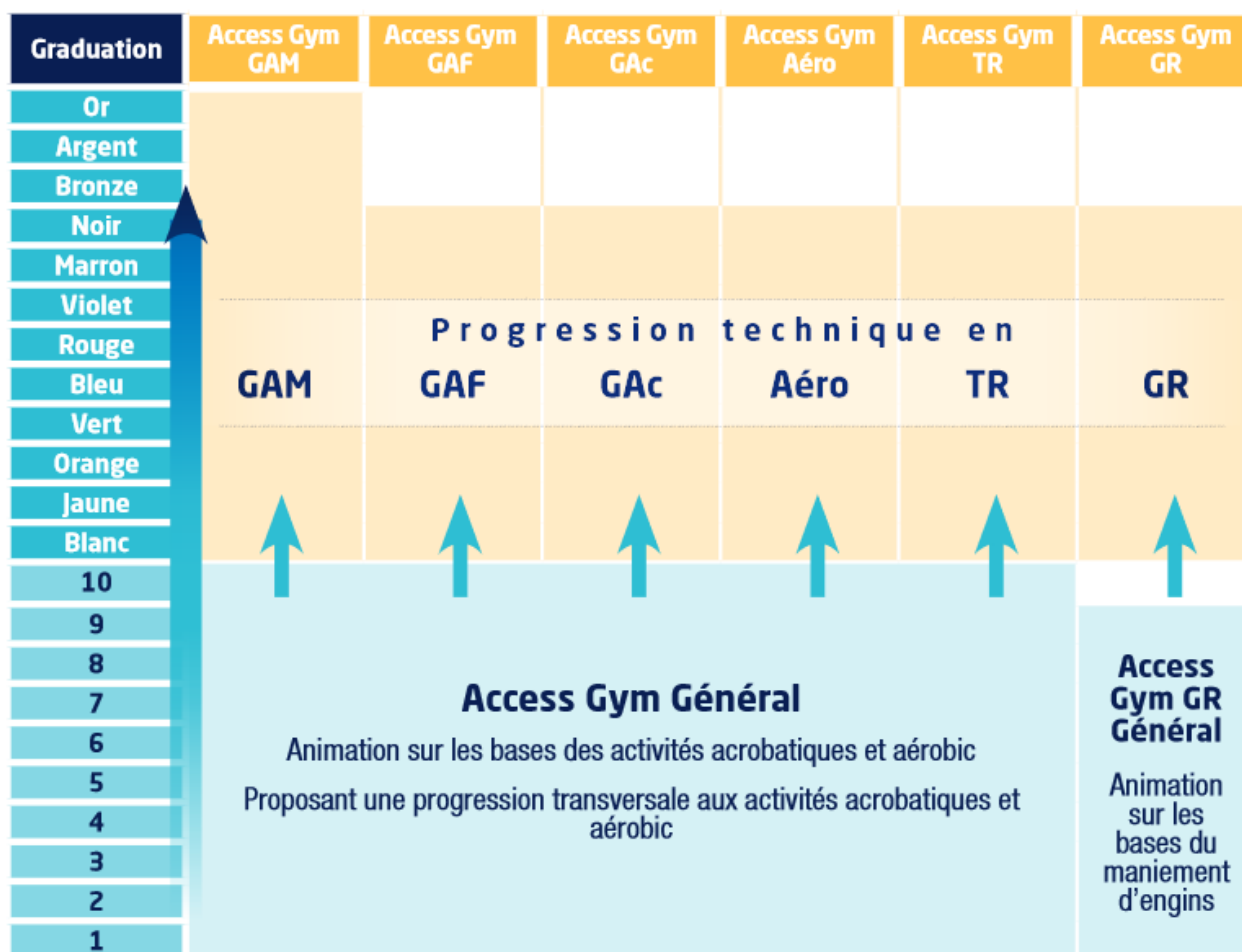 Graduation
Access Gym
GAM
Access Gym
GAF
Access Gym
GAc
Access Gym
Aéro
Access Gym
TR
Access Gym
GR
Or
Argent
Bronze
Noir
Marron
Violet
Rouge
Bleu
Vert
Orange
Jaune
Blanc
10
9
8
7
6
5
4
3
2
1
Progression technique en
GAM
GAF
GAc
Aéro
TR
GR
Access Gym Général
Animation sur les bases des activités acrobatiques et aérobic
Proposant une progression transversale aux activités acrobatiques et
aérobic
Access
Gym GR
Général
Animation
sur les
bases du
maniement
d'engins